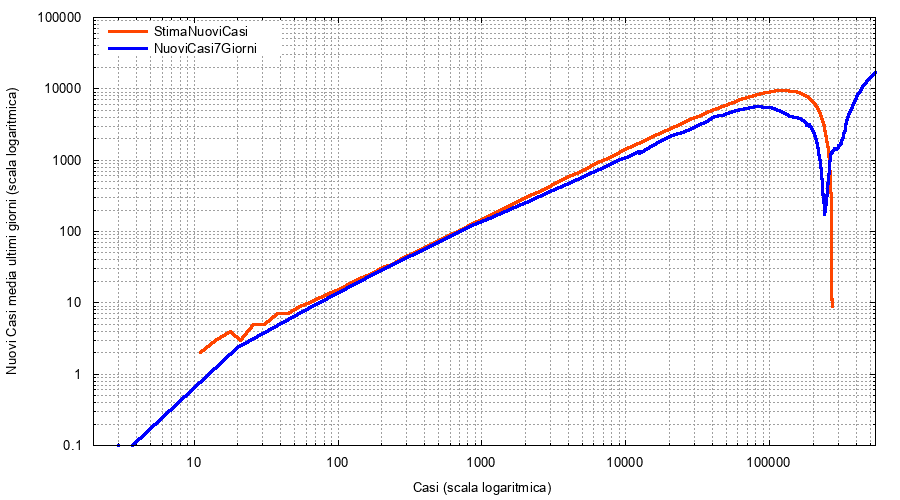 100000
10000
1000
100
10
1
0.1
StimaNuoviCasi
NuoviCasi7Giorni
Nuovi Casi media ultimi giorni (scala logaritmica)
10 100 1000 10000 100000
Casi (scala logaritmica)